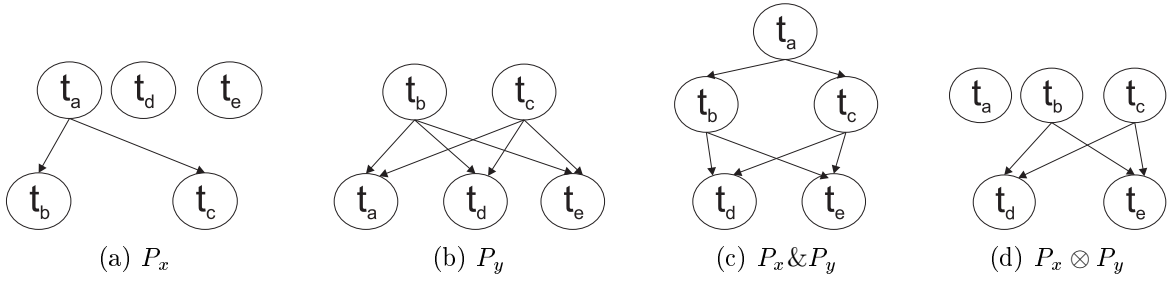 t_a t_d t_e
t_b t_c
(a) P_x
t_b t_c
t_a t_d t_e
(b) P_y
t_a
t_b t_c
t_d t_e
(c) P_x&P_y
t_a t_b t_c
t_d t_e
(d) P_x ⊗ P_y